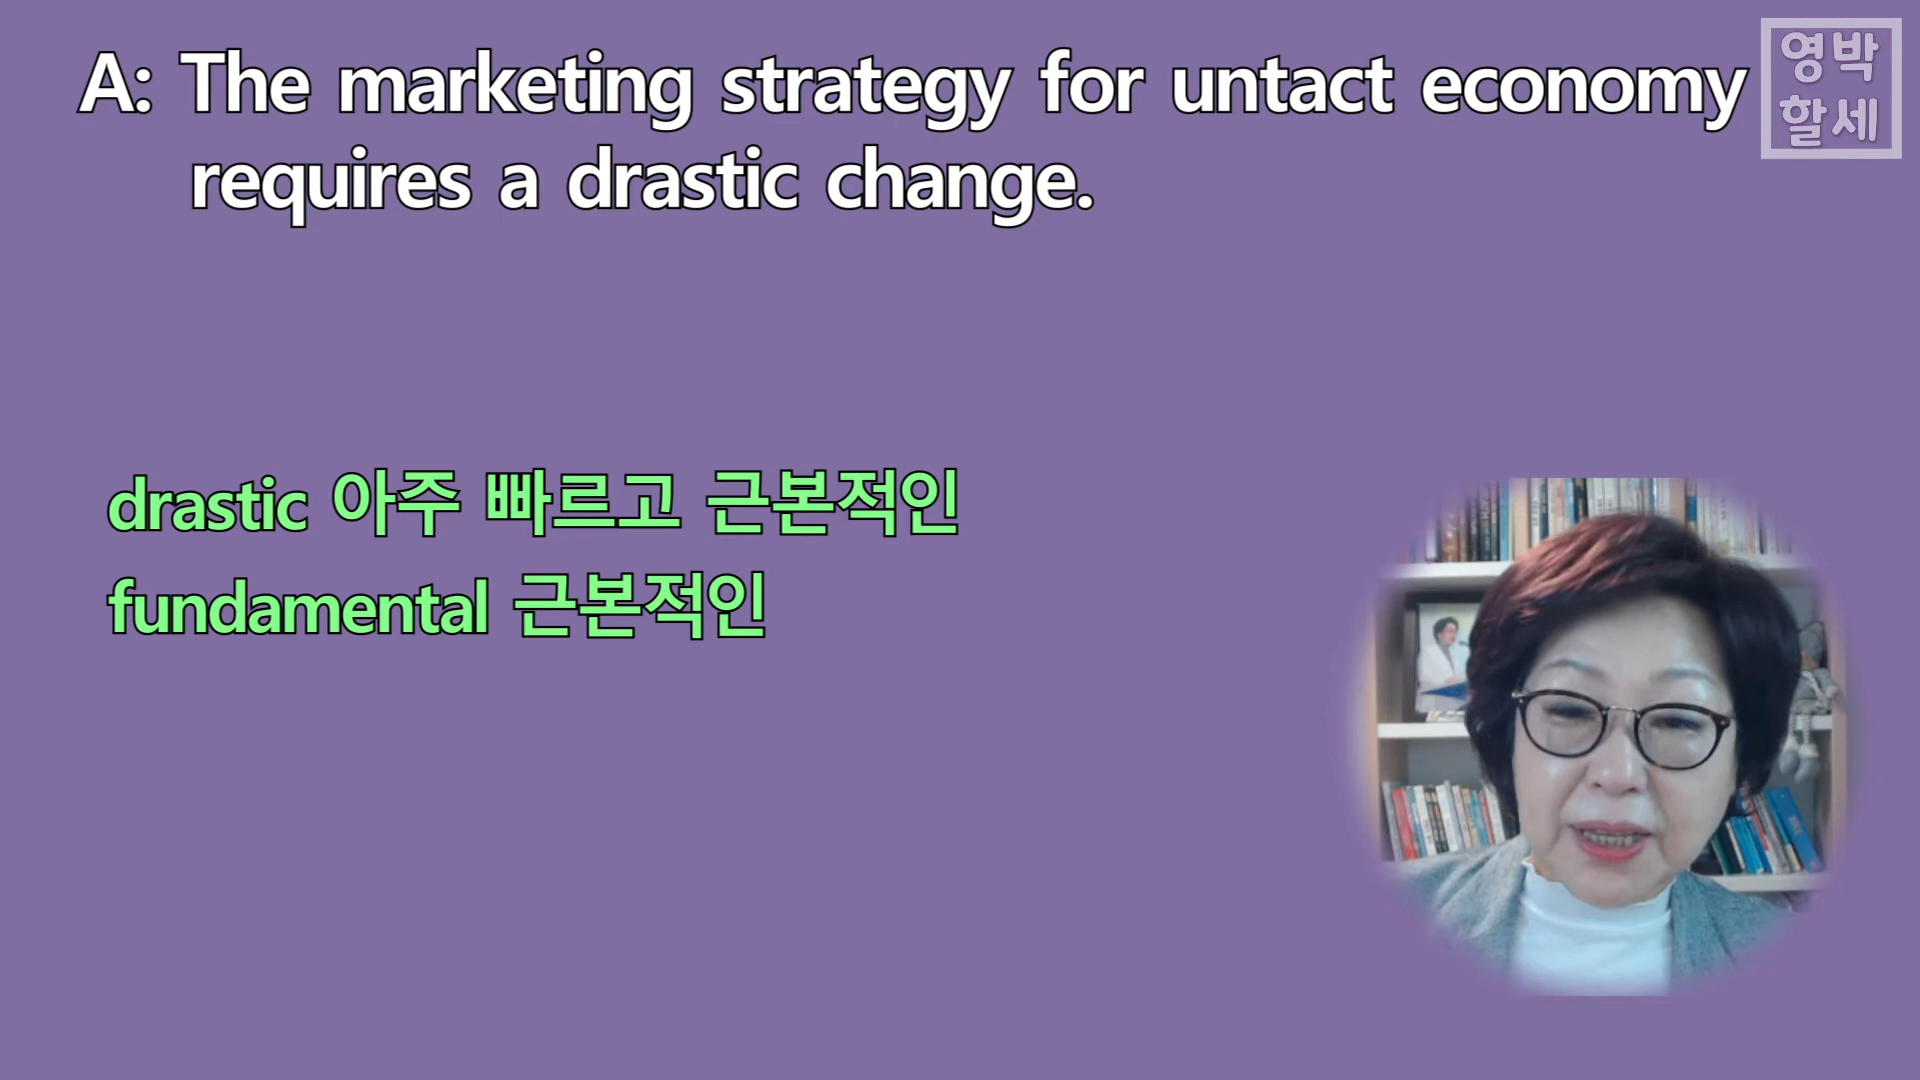 A: The marketing strategy for untact economy
requires a drastic change.
영박
할세
drastic 아주 빠르고 근본적인
fundamental 근본적인